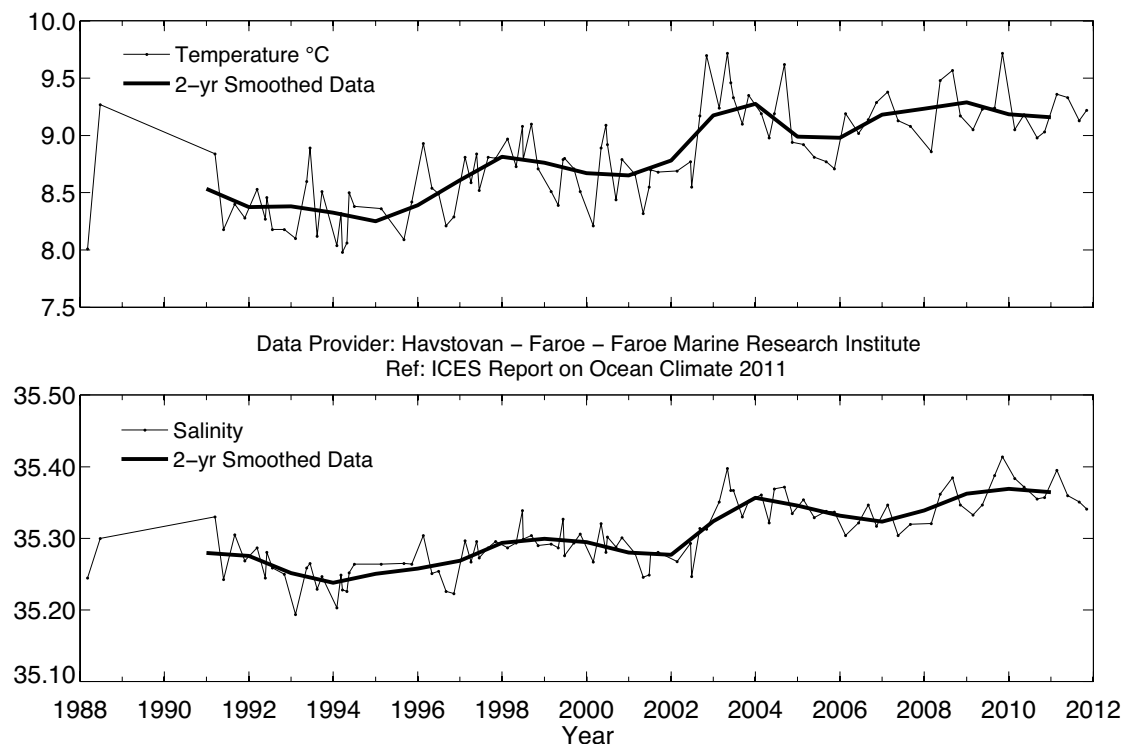 10.0
9.5
9.0
8.5
8.0
7.5
Temperature °C
2−yr Smoothed Data
Data Provider: Havstovan − Faroe − Faroe Marine Research Institute
Ref: ICES Report on Ocean Climate 2011
35.50
35.40
35.30
35.20
35.10
Salinity
2−yr Smoothed Data
1988 1990 1992 1994 1996 1998 2000 2002 2004 2006 2008 2010 2012
Year